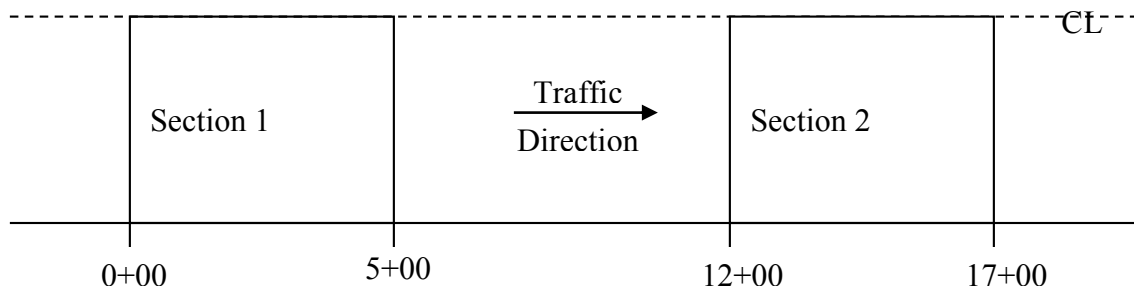 CL
Section 1
Traffic
Direction
Section 2
0+00
5+00
12+00
17+00